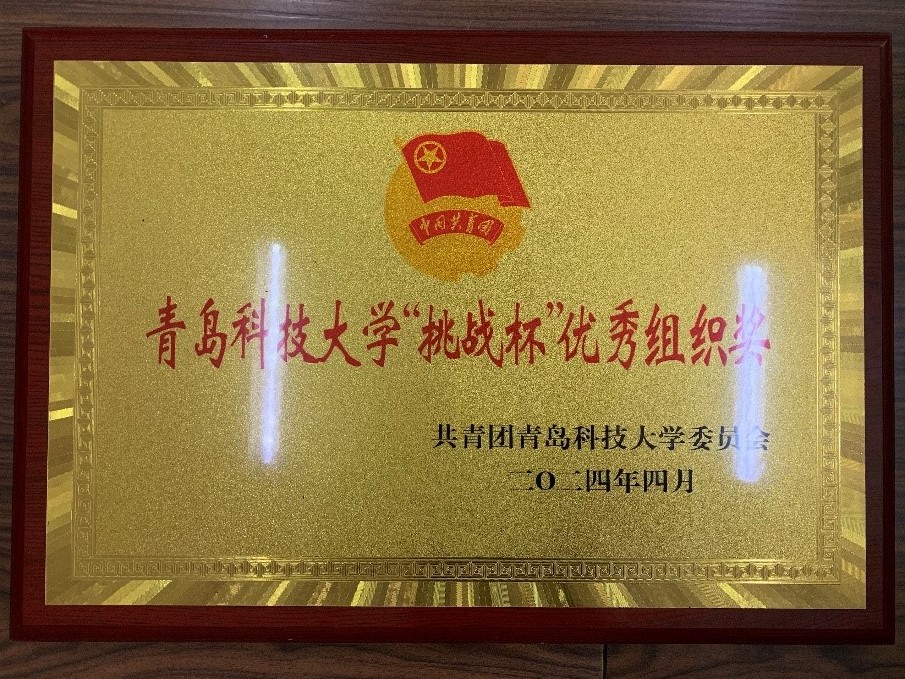 中国共青团
青岛科技大学“挑战杯”优秀组织奖
共青团青岛科技大学委员会
二〇二四年四月